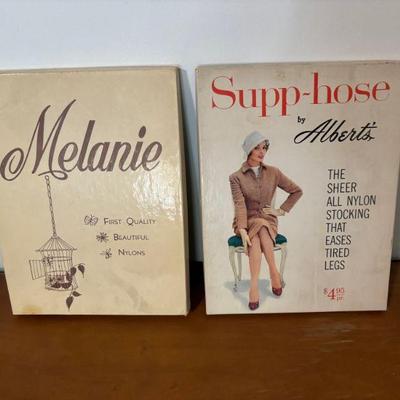 Melanie
First Quality
Beautiful
Nylons
Supp-hose
by Albert's
THE
SHEER
ALL NYLON
STOCKING
THAT
EASES
TIRED
LEGS
$4.95 pr.